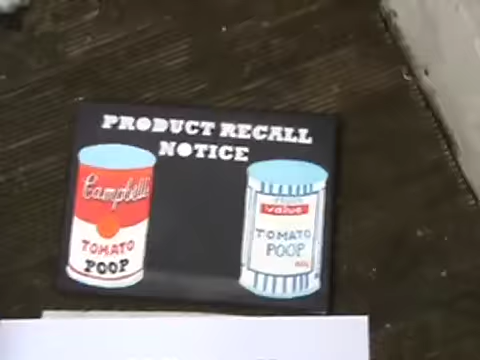 PRODUCT RECALL
NOTICE
Campbell's
TOMATO
POOP
value
TOMATO
POOP